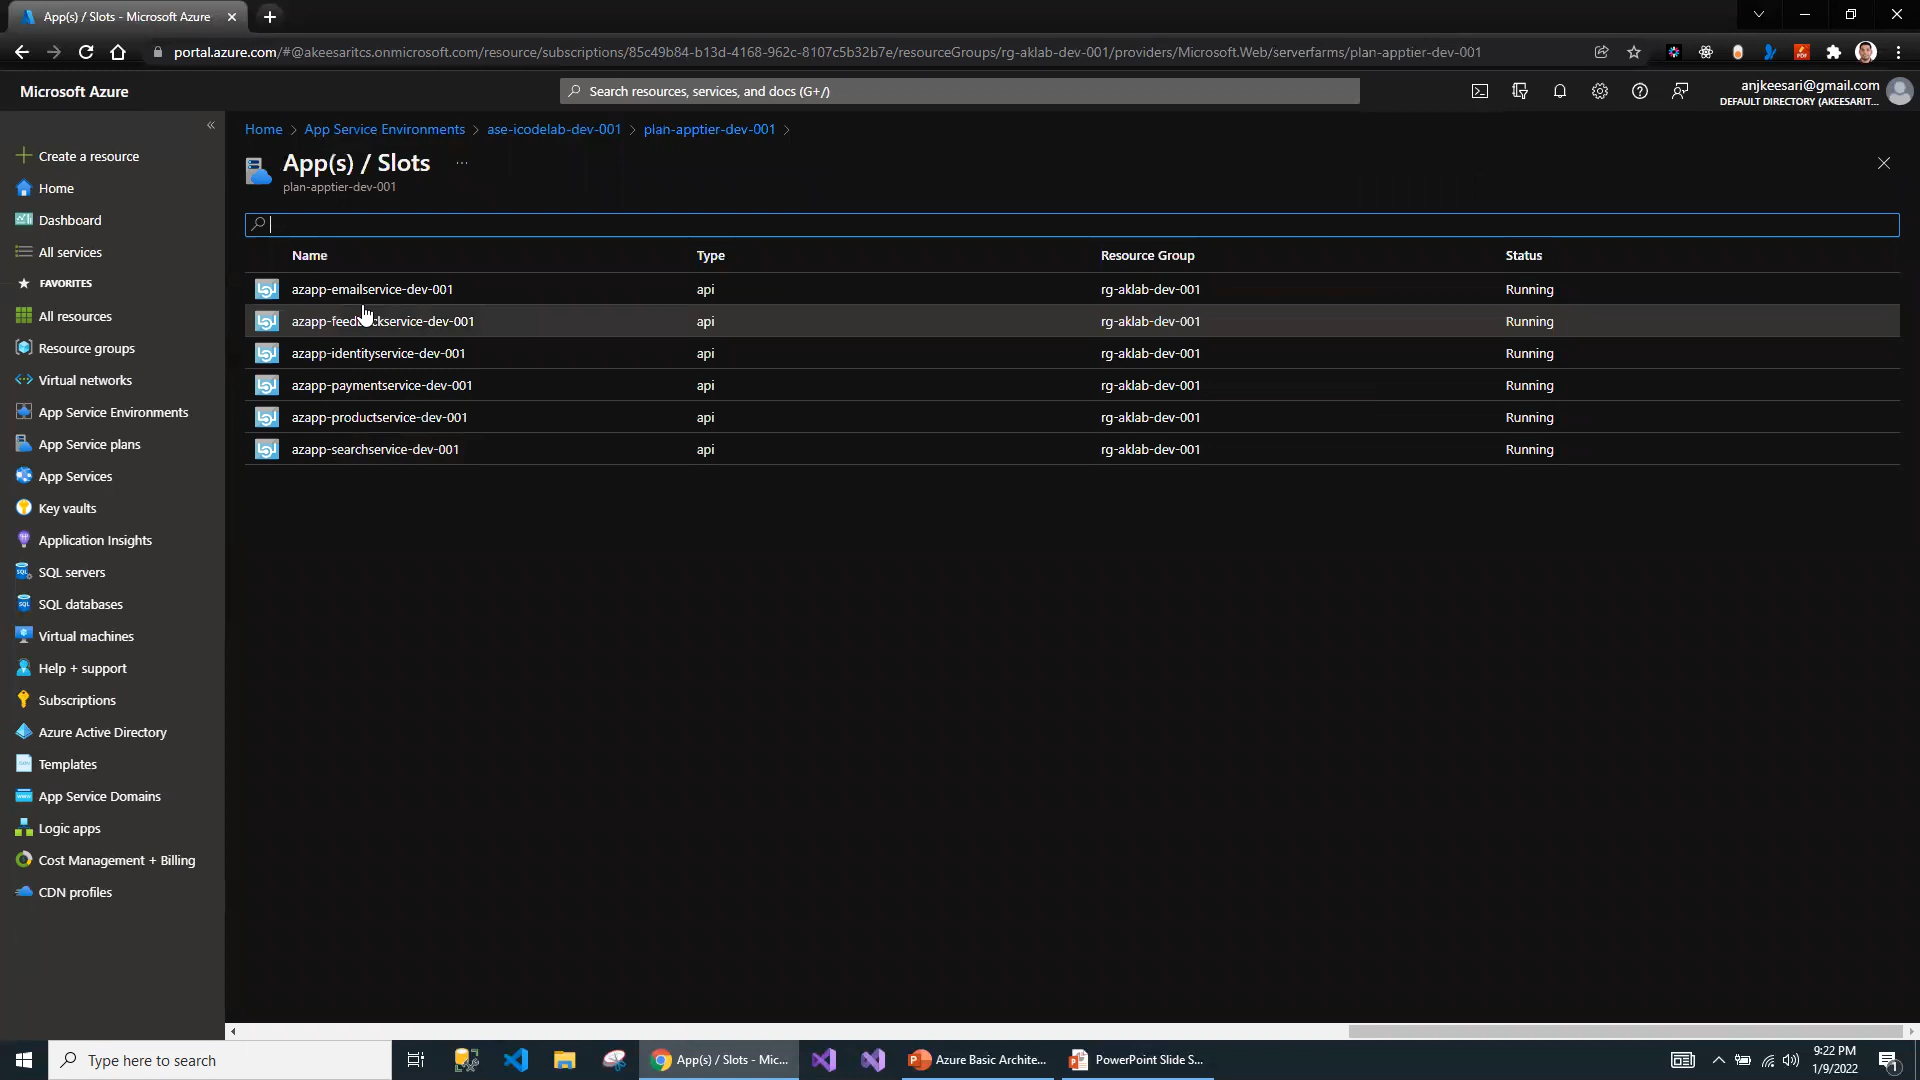 App(s) / Slots - Microsoft Azure
portal.azure.com/#@akeesaritcs.onmicrosoft.com/resource/subscriptions/85c49b84-b13d-4168-962c-8107c5b32b7e/resourceGroups/rg-aklab-dev-001/providers/Microsoft.Web/serverfarms/plan-apptier-dev-001
Microsoft Azure
Search resources, services, and docs (G+/)
anjkeesari@gmail.com
DEFAULT DIRECTORY (AKEESARIT...
Create a resource
Home
Dashboard
All services
FAVORITES
All resources
Resource groups
Virtual networks
App Service Environments
App Service plans
App Services
Key vaults
Application Insights
SQL servers
SQL databases
Virtual machines
Help + support
Subscriptions
Azure Active Directory
Templates
App Service Domains
Logic apps
Cost Management + Billing
CDN profiles
Home > App Service Environments > ase-icodelab-dev-001 > plan-apptier-dev-001 >
App(s) / Slots ...
plan-apptier-dev-001
Name Type Resource Group Status
azapp-emailservice-dev-001 api rg-aklab-dev-001 Running
azapp-feedbackservice-dev-001 api rg-aklab-dev-001 Running
azapp-identityservice-dev-001 api rg-aklab-dev-001 Running
azapp-paymentservice-dev-001 api rg-aklab-dev-001 Running
azapp-productservice-dev-001 api rg-aklab-dev-001 Running
azapp-searchservice-dev-001 api rg-aklab-dev-001 Running
Type here to search
App(s) / Slots - Mic...
Azure Basic Archite...
PowerPoint Slide S...
9:22 PM
1/9/2022
1